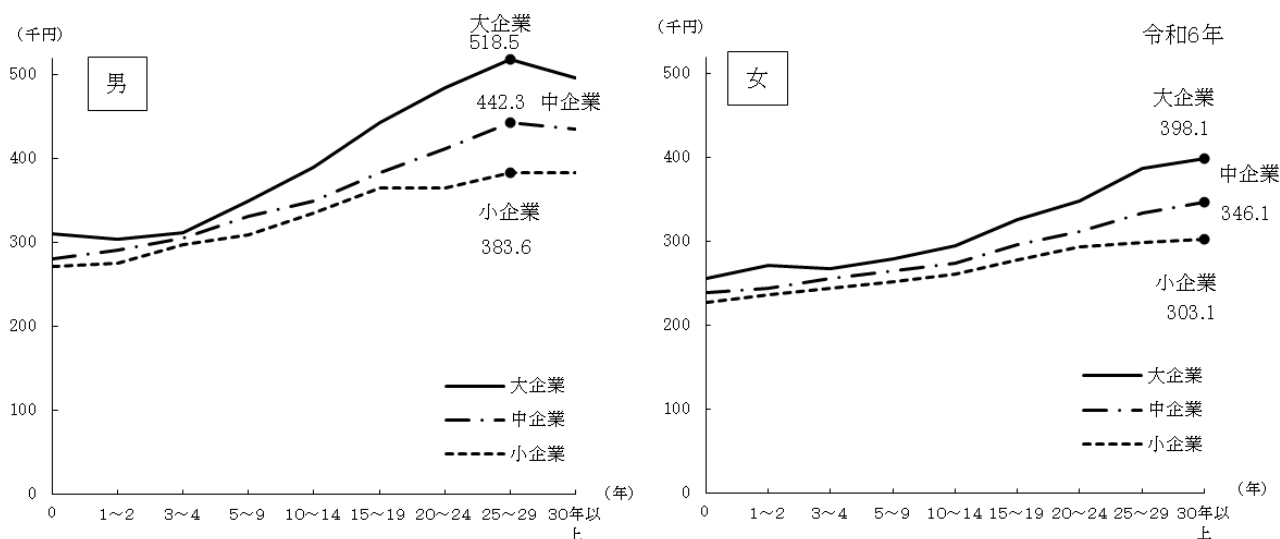 （千円）
男
大企業
518.5
442.3 中企業
小企業
383.6
500
400
300
200
100
0
大企業
中企業
小企業
（年）
0 1～2 3～4 5～9 10～14 15～19 20～24 25～29 30年以
上
（千円）
女
令和6年
大企業
398.1
中企業
346.1
小企業
303.1
500
400
300
200
100
0
大企業
中企業
小企業
（年）
0 1～2 3～4 5～9 10～14 15～19 20～24 25～29 30年以
上